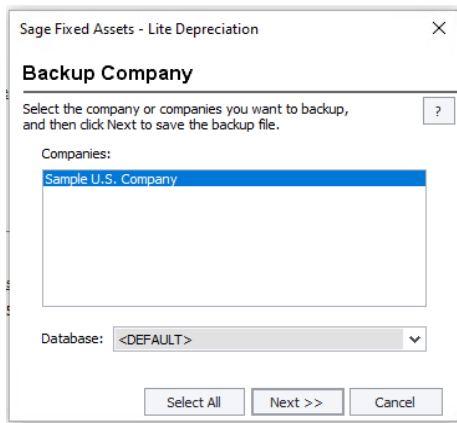 Sage Fixed Assets - Lite Depreciation
Backup Company
Select the company or companies you want to backup,
and then click Next to save the backup file.
?
Companies:
Sample U.S. Company
Database: <DEFAULT>
Select All Next >> Cancel